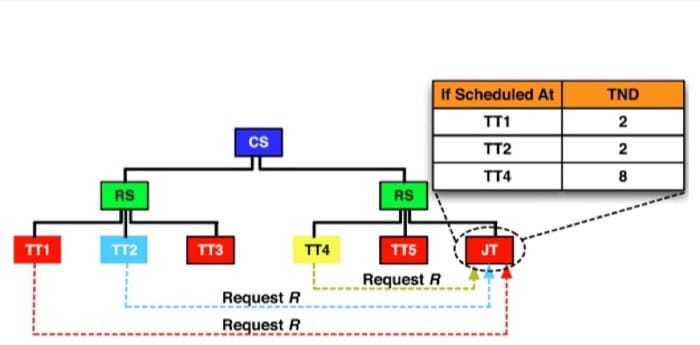 If Scheduled At TND
TT1 2
TT2 2
TT4 8
CS
RS RS
TT1 TT2 TT3 TT4 TT5 JT
Request R
Request R
Request R